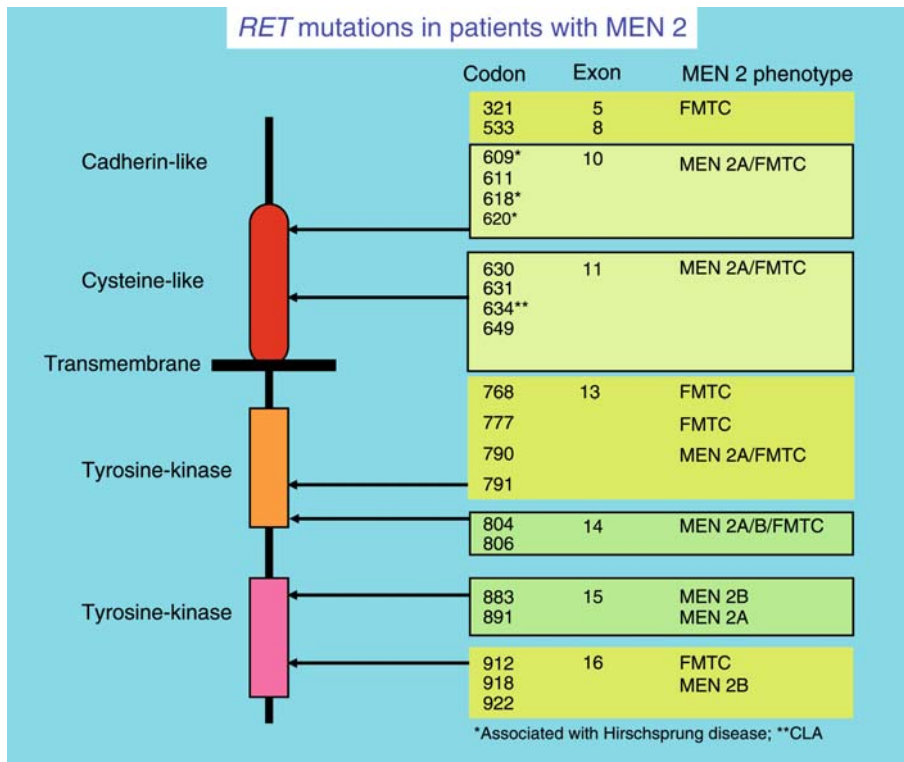 RET mutations in patients with MEN 2
Codon Exon MEN 2 phenotype
321 5 FMTC
533 8
Cadherin-like
609* 10 MEN 2A/FMTC
611
618*
620*
Cysteine-like
630 11 MEN 2A/FMTC
631
634**
649
Transmembrane
768 13 FMTC
777 FMTC
790 MEN 2A/FMTC
Tyrosine-kinase
791
804 14 MEN 2A/B/FMTC
806
Tyrosine-kinase
883 15 MEN 2B
891 MEN 2A
912 16 FMTC
918 MEN 2B
922
*Associated with Hirschsprung disease; **CLA